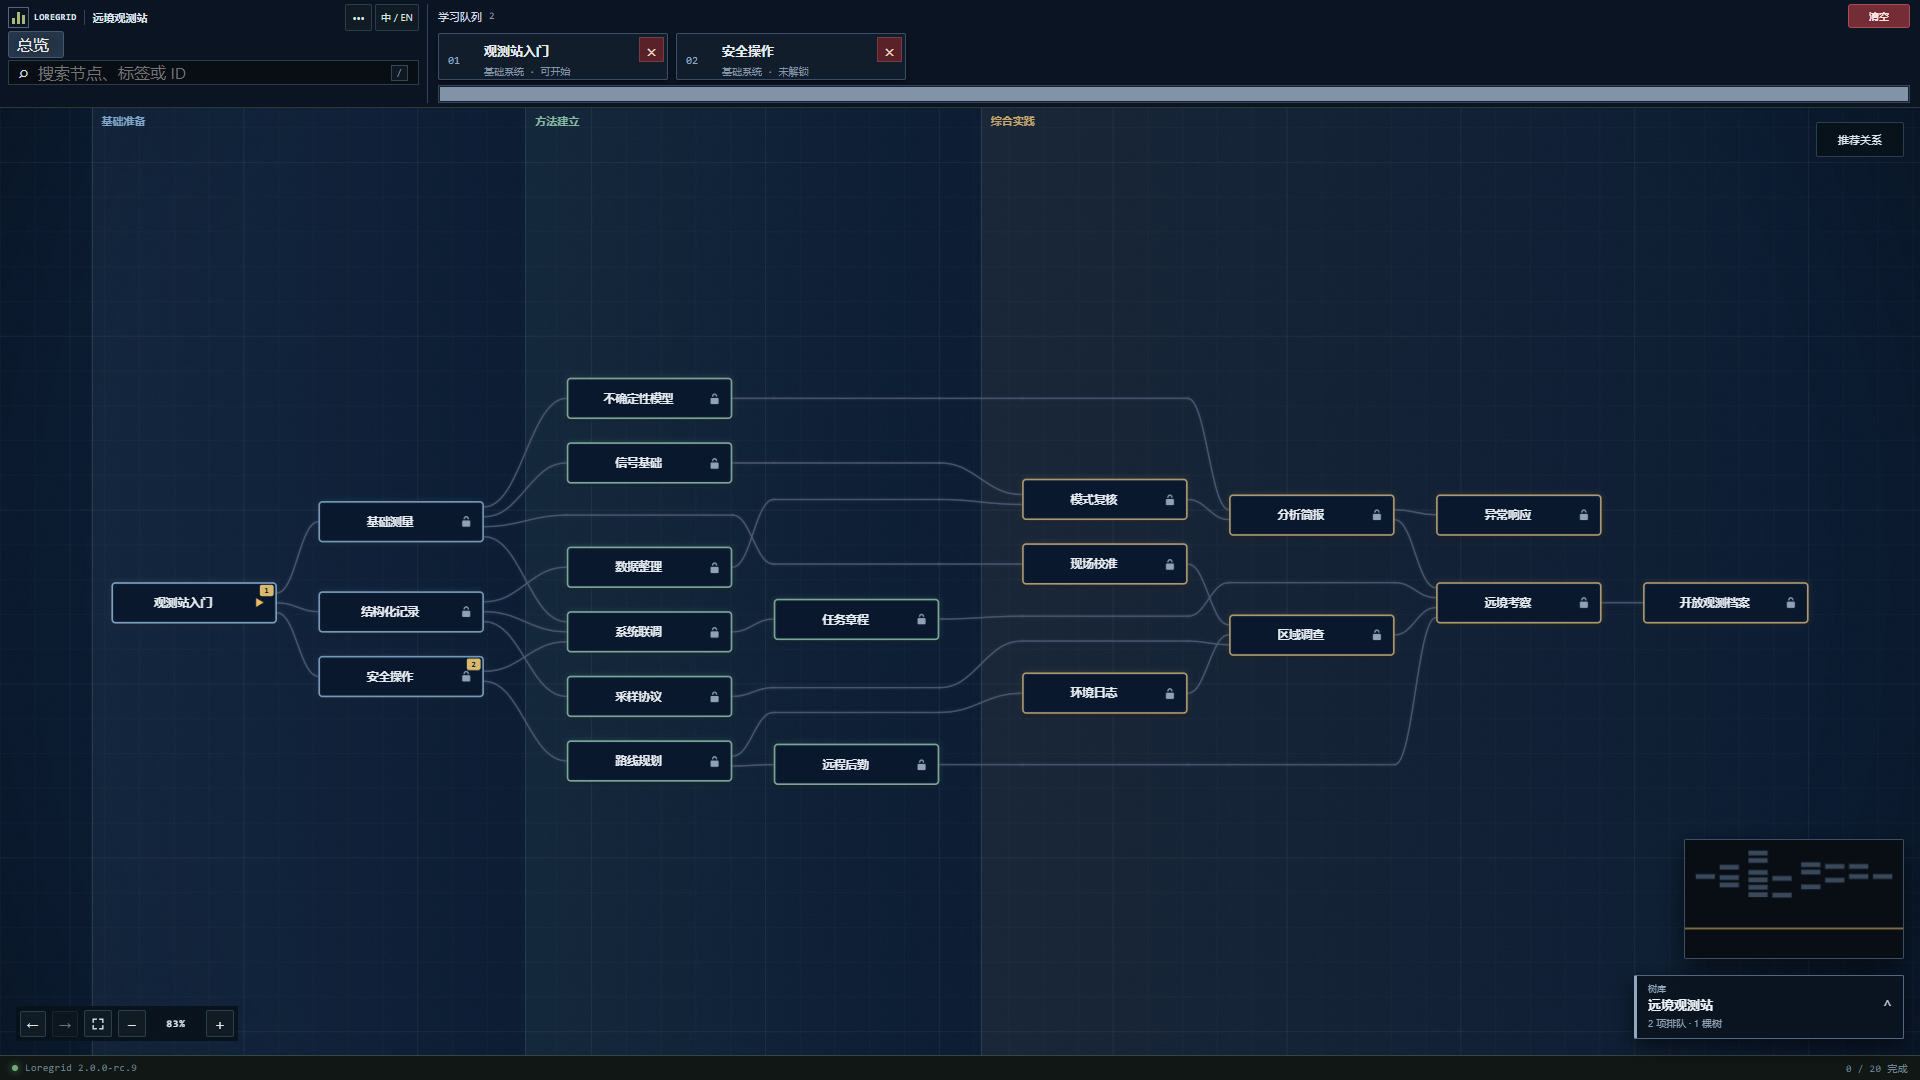 LOREGRID 远境观测站
••• 中 / EN
总览
搜索节点、标签或 ID /
学习队列 2
清空
01 观测站入门 ×
基础系统 · 可开始
02 安全操作 ×
基础系统 · 未解锁
基础准备
方法建立
综合实践
推荐关系
不确定性模型
信号基础
基础测量
模式复核
分析简报
异常响应
数据整理
现场校准
观测站入门 1
结构化记录
系统联调
任务章程
区域调查
远境考察
开放观测档案
安全操作 2
采样协议
环境日志
路线规划
远程后勤
← → − 83% +
树库
远境观测站
2 项排队 · 1 棵树
Loregrid 2.0.0-rc.9
0 / 20 完成